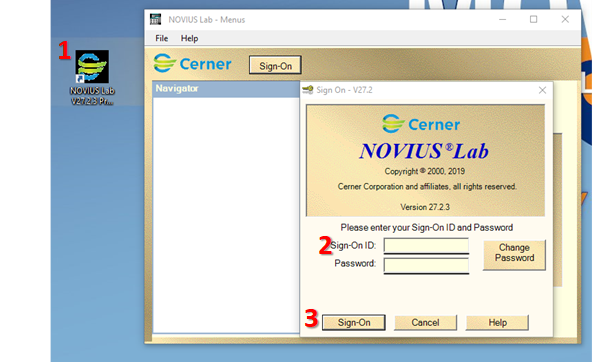 NOVIUS Lab - Menus
File Help
1
NOVIUS Lab
V27.2.3 Pr...
Cerner
Sign-On
Navigator
Sign On - V27.2
Cerner
NOVIUS®Lab
Copyright © 2000, 2019
Cerner Corporation and affiliates, all rights reserved.
Version 27.2.3
Please enter your Sign-On ID and Password
2
Sign-On ID:
Password:
Change
Password
3
Sign-On Cancel Help